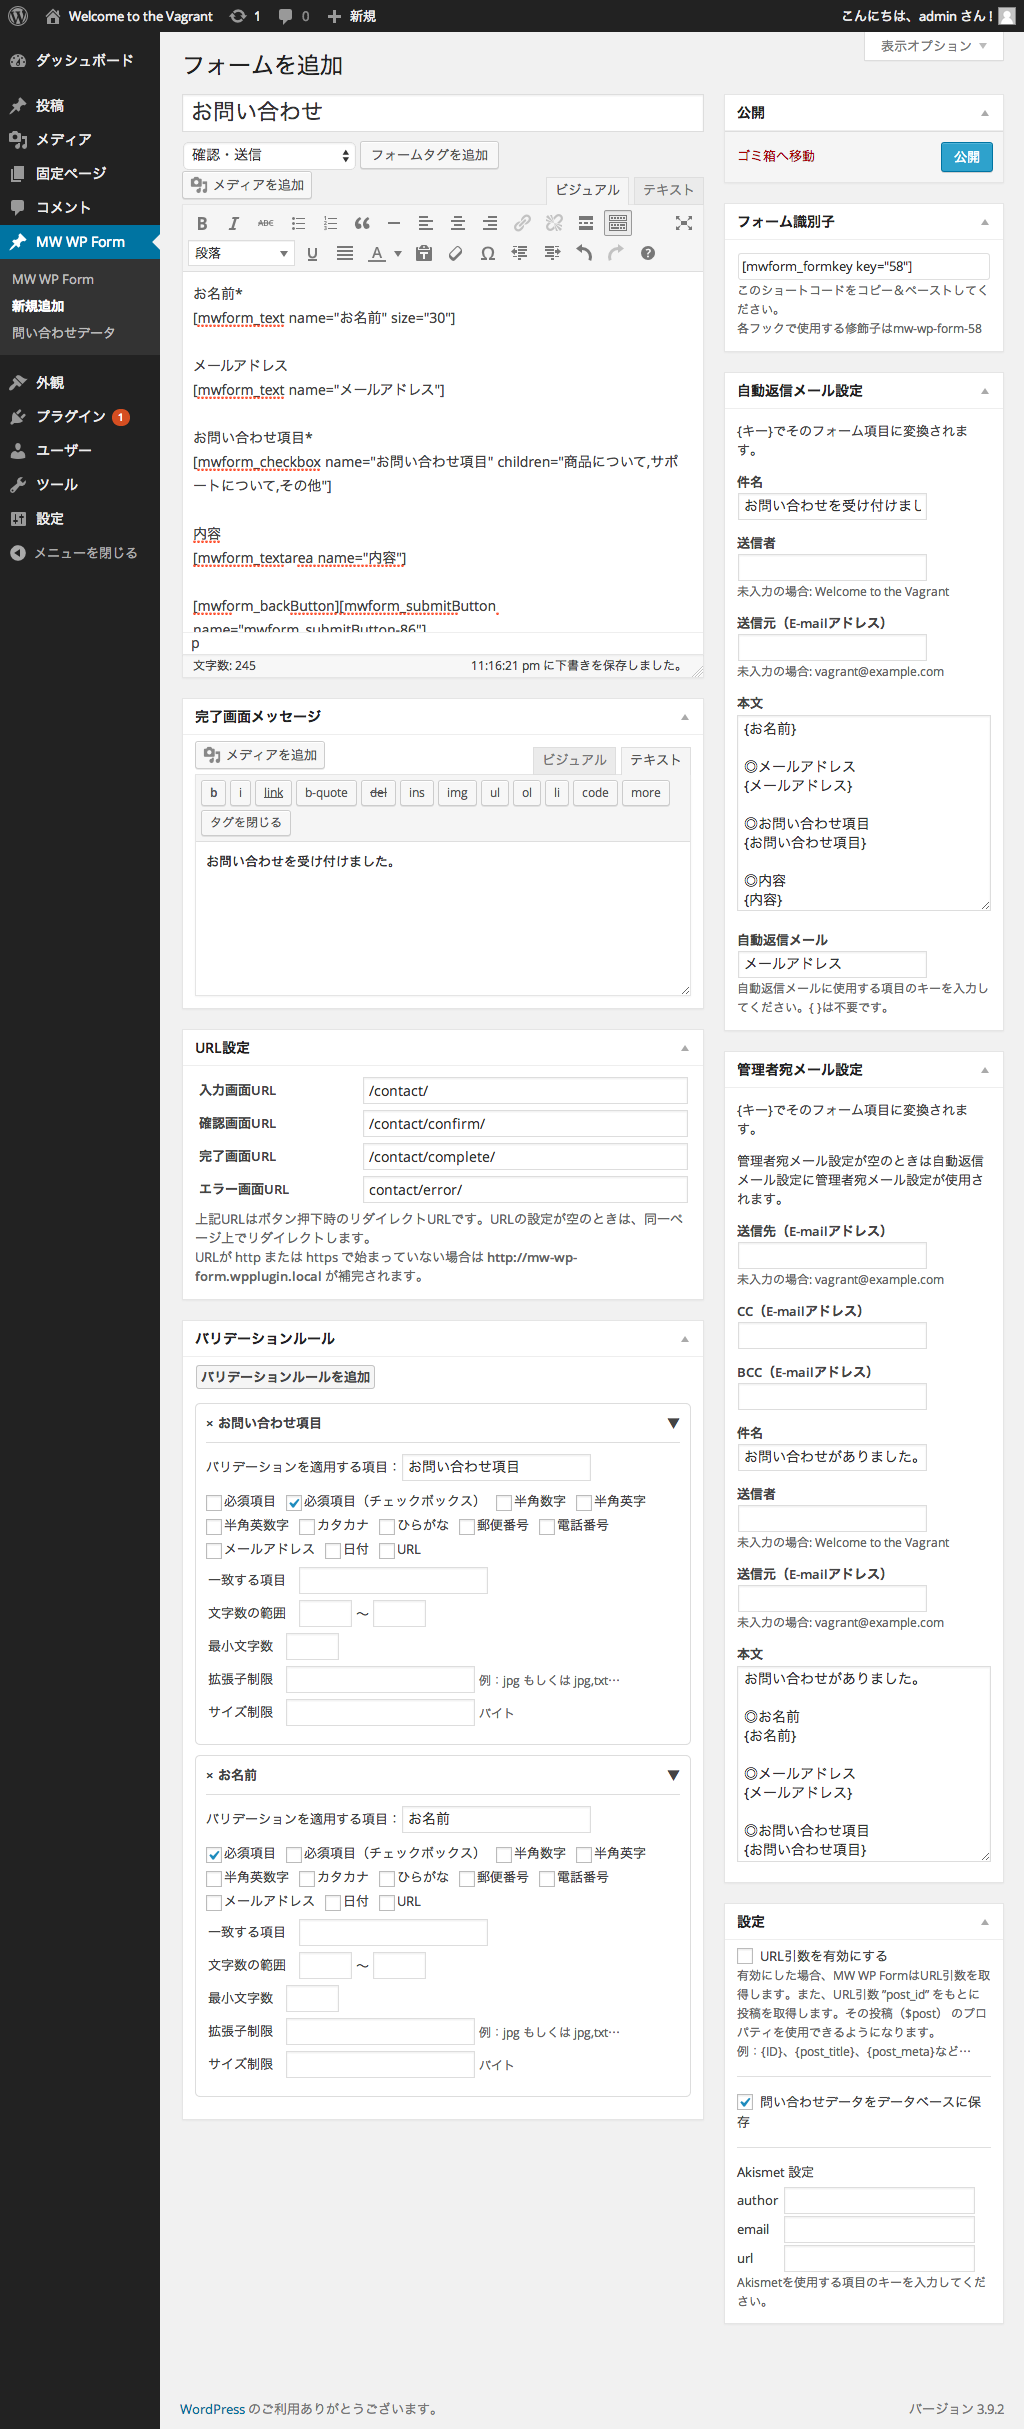 Welcome to the Vagrant 1 0 新規
こんにちは、admin さん !
ダッシュボード
投稿
メディア
固定ページ
コメント
MW WP Form
MW WP Form
新規追加
問い合わせデータ
外観
プラグイン 1
ユーザー
ツール
設定
メニューを閉じる
表示オプション
フォームを追加
お問い合わせ
確認・送信 フォームタグを追加
メディアを追加 ビジュアル テキスト
B I ABC
段落 U A Ω
お名前*
[mwform_text name="お名前" size="30"]
メールアドレス
[mwform_text name="メールアドレス"]
お問い合わせ項目*
[mwform_checkbox name="お問い合わせ項目" children="商品について,サポ
ートについて,その他"]
内容
[mwform_textarea name="内容"]
[mwform_backButton][mwform_submitButton
name="mwform_submitButton-86"]
p
文字数: 245 11:16:21 pm に下書きを保存しました。
完了画面メッセージ
メディアを追加 ビジュアル テキスト
b i link b-quote del ins img ul ol li code more
タグを閉じる
お問い合わせを受け付けました。
URL設定
入力画面URL /contact/
確認画面URL /contact/confirm/
完了画面URL /contact/complete/
エラー画面URL contact/error/
上記URLはボタン押下時のリダイレクトURLです。URLの設定が空のときは、同一ペ
ージ上でリダイレクトします。
URLが http または https で始まっていない場合は http://mw-wp-
form.wpplugin.local が補完されます。
バリデーションルール
バリデーションルールを追加
× お問い合わせ項目 ▼
バリデーションを適用する項目： お問い合わせ項目
必須項目 必須項目（チェックボックス） 半角数字 半角英字
半角英数字 カタカナ ひらがな 郵便番号 電話番号
メールアドレス 日付 URL
一致する項目
文字数の範囲 〜
最小文字数
拡張子制限 例：jpg もしくは jpg,txt…
サイズ制限 バイト
× お名前 ▼
バリデーションを適用する項目： お名前
必須項目 必須項目（チェックボックス） 半角数字 半角英字
半角英数字 カタカナ ひらがな 郵便番号 電話番号
メールアドレス 日付 URL
一致する項目
文字数の範囲 〜
最小文字数
拡張子制限 例：jpg もしくは jpg,txt…
サイズ制限 バイト
公開
ゴミ箱へ移動 公開
フォーム識別子
[mwform_formkey key="58"]
このショートコードをコピー＆ペーストしてく
ださい。
各フックで使用する修飾子はmw-wp-form-58
自動返信メール設定
{キー}でそのフォーム項目に変換されま
す。
件名
お問い合わせを受け付けまし
送信者
未入力の場合: Welcome to the Vagrant
送信元（E-mailアドレス）
未入力の場合: vagrant@example.com
本文
{お名前}
◎メールアドレス
{メールアドレス}
◎お問い合わせ項目
{お問い合わせ項目}
◎内容
{内容}
自動返信メール
メールアドレス
自動返信メールに使用する項目のキーを入力し
てください。{ }は不要です。
管理者宛メール設定
{キー}でそのフォーム項目に変換されま
す。
管理者宛メール設定が空のときは自動返信
メール設定に管理者宛メール設定が使用さ
れます。
送信先（E-mailアドレス）
未入力の場合: vagrant@example.com
CC（E-mailアドレス）
BCC（E-mailアドレス）
件名
お問い合わせがありました。
送信者
未入力の場合: Welcome to the Vagrant
送信元（E-mailアドレス）
未入力の場合: vagrant@example.com
本文
お問い合わせがありました。
◎お名前
{お名前}
◎メールアドレス
{メールアドレス}
◎お問い合わせ項目
{お問い合わせ項目}
設定
URL引数を有効にする
有効にした場合、MW WP FormはURL引数を取
得します。また、URL引数 "post_id" をもとに
投稿を取得します。その投稿（$post） のプロ
パティを使用できるようになります。
例：{ID}、{post_title}、{post_meta}など…
問い合わせデータをデータベースに保
存
Akismet 設定
author
email
url
Akismetを使用する項目のキーを入力してくだ
さい。
WordPress のご利用ありがとうございます。 バージョン 3.9.2